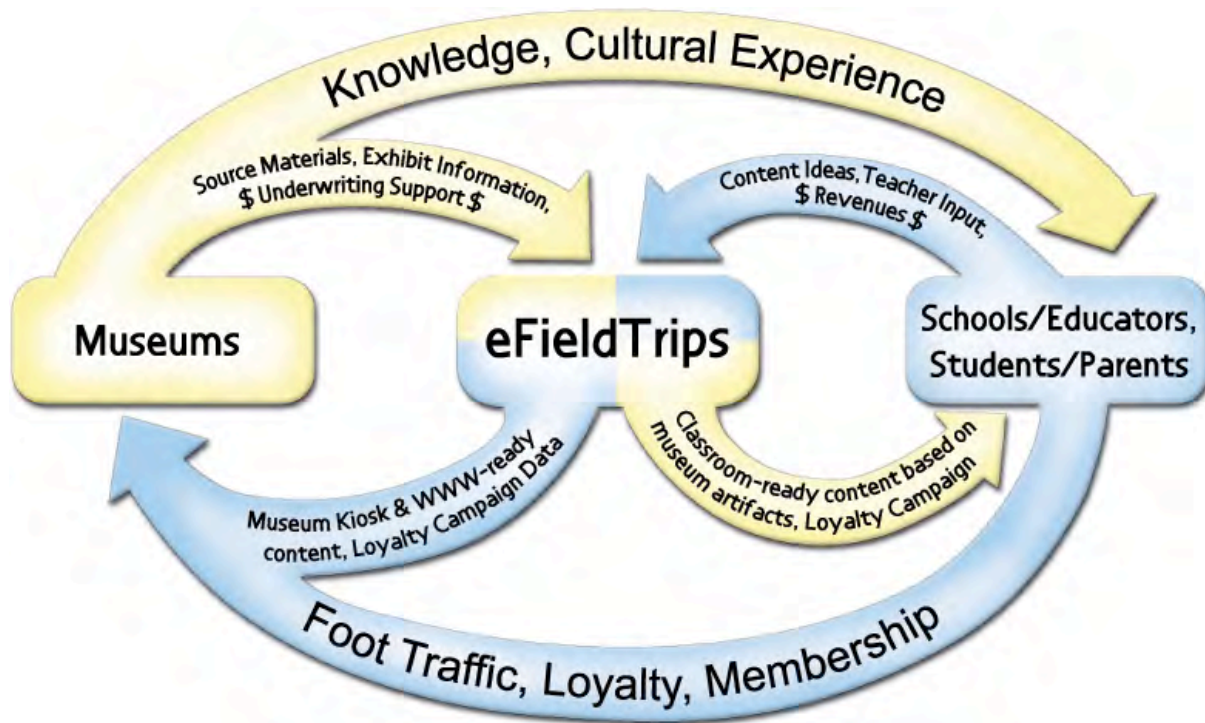 Knowledge, Cultural Experience
Source Materials, Exhibit Information,
$ Underwriting Support $
Content Ideas, Teacher Input,
$ Revenues $
Museums
eFieldTrips
Schools/Educators,
Students/Parents
Museum Kiosk & WWW-ready
content, Loyalty Campaign Data
Classroom-ready content based on
museum artifacts, Loyalty Campaign
Foot Traffic, Loyalty, Membership